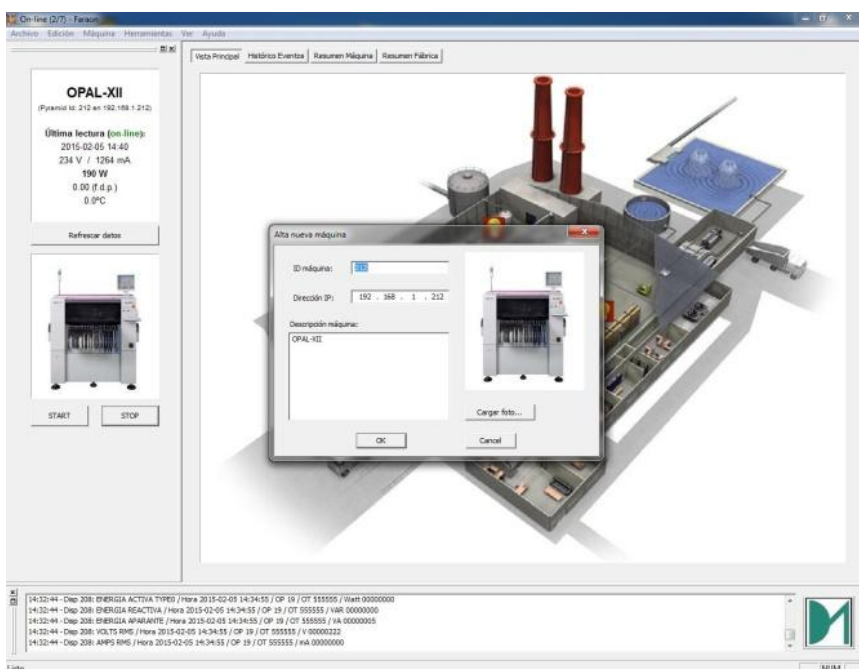 On-line (2/7) - Faraon
Archivo Edición Máquina Herramientas Ver Ayuda
Vista Principal Histórico Eventos Resumen Máquina Resumen Fábrica
OPAL-XII
(Pyramid Id: 212 en 192.168.1.212)
Última lectura (on-line):
2015-02-05 14:40
234 V / 1264 mA
190 W
0.00 (f.d.p.)
0.0ºC
Refrescar datos
START STOP
Alta nueva máquina
ID máquina: 212
Dirección IP: 192 . 168 . 1 . 212
Descripción máquina:
OPAL-XII
Cargar foto...
OK Cancel
14:32:44 - Disp 208: ENERGIA ACTIVA TYPE0 / Hora 2015-02-05 14:34:55 / OP 19 / OT 555555 / Watt 00000000
14:32:44 - Disp 208: ENERGIA REACTIVA / Hora 2015-02-05 14:34:55 / OP 19 / OT 555555 / VAR 00000000
14:32:44 - Disp 208: ENERGIA APARANTE / Hora 2015-02-05 14:34:55 / OP 19 / OT 555555 / VA 00000005
14:32:44 - Disp 208: VOLTS RMS / Hora 2015-02-05 14:34:55 / OP 19 / OT 555555 / V 00000222
14:32:44 - Disp 208: AMPS RMS / Hora 2015-02-05 14:34:55 / OP 19 / OT 555555 / mA 00000000
Listo NUM